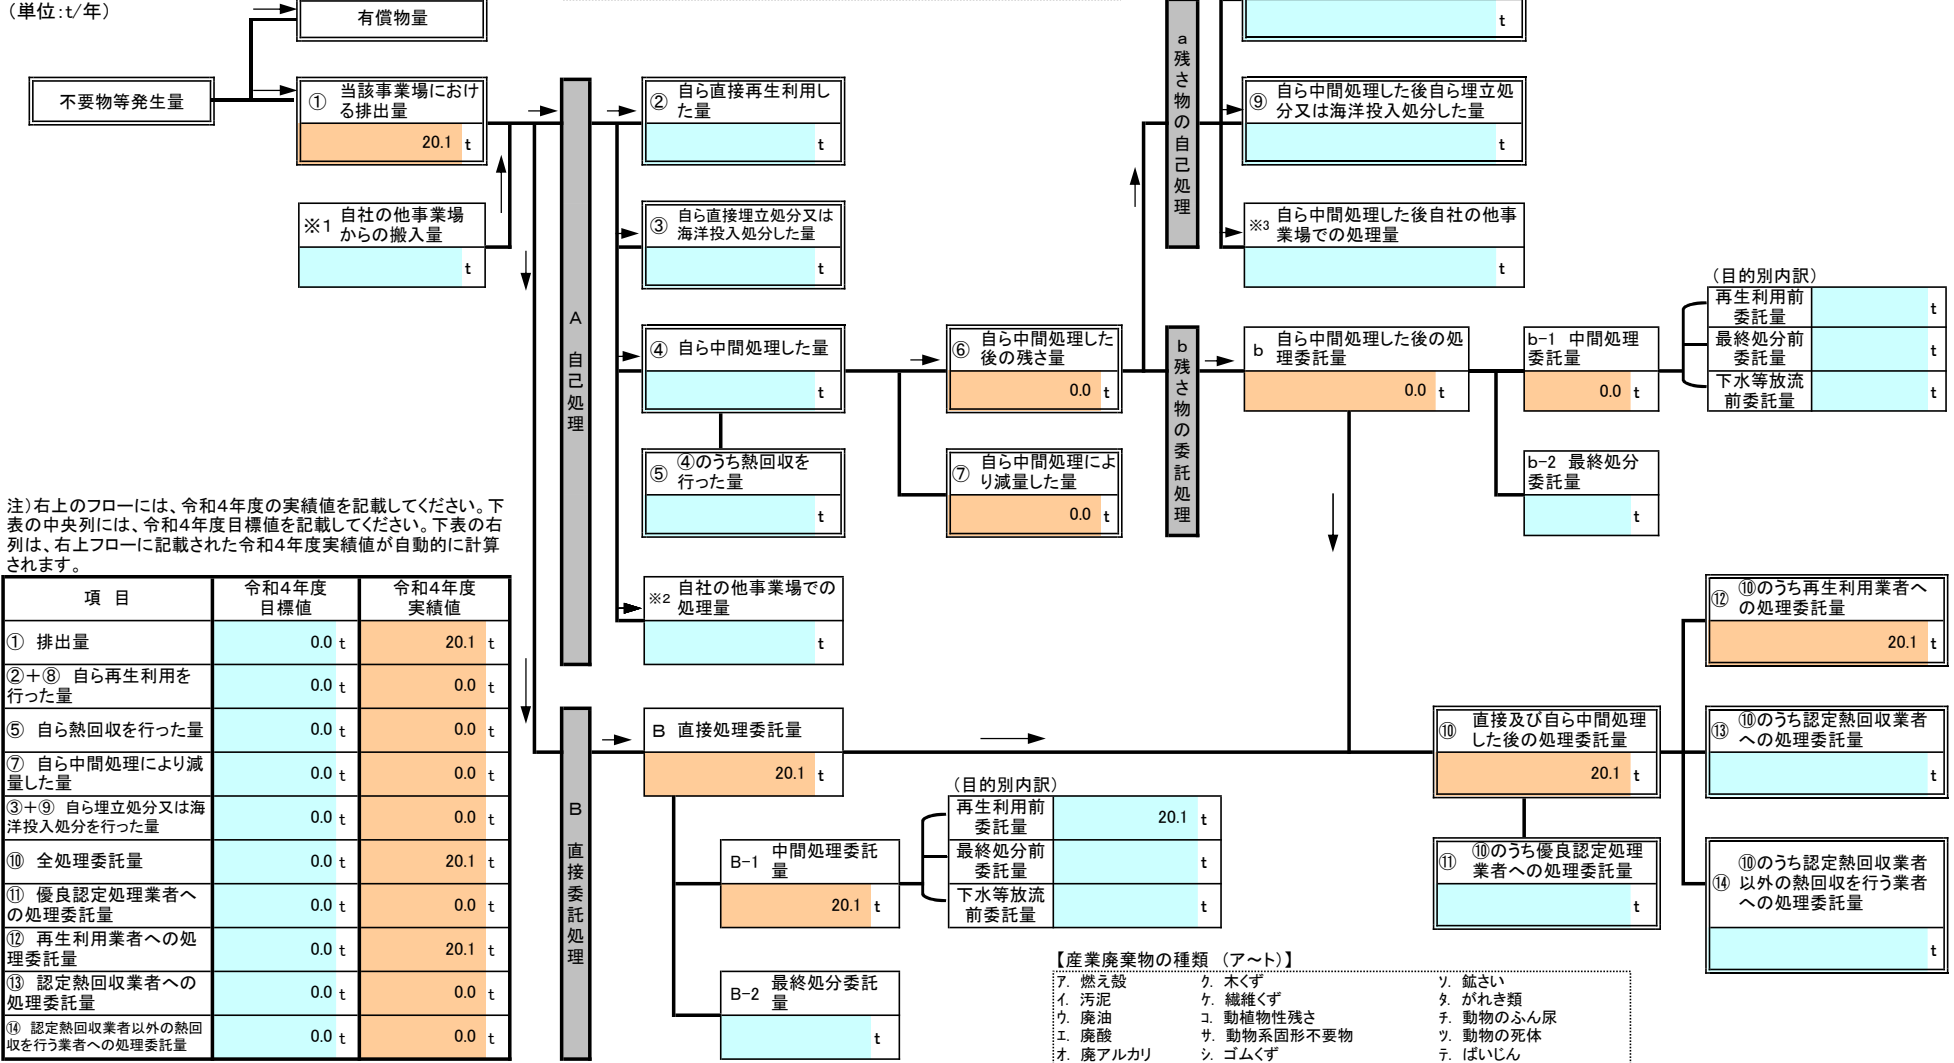 (単位:t/年)
有償物量
不要物等発生量
① 当該事業場におけ
る排出量
20.1 t
※1 自社の他事業場
からの搬入量
t
A 自己処理
② 自ら直接再生利用し
た量
t
③ 自ら直接埋立処分又は
海洋投入処分した量
t
④ 自ら中間処理した量
t
⑤ ④のうち熱回収を
行った量
t
※2 自社の他事業場での
処理量
t
⑥ 自ら中間処理した
後の残さ量
0.0 t
⑦ 自ら中間処理によ
り減量した量
0.0 t
a 残さ物の自己処理
t
⑨ 自ら中間処理した後自ら埋立処
分又は海洋投入処分した量
t
※3 自ら中間処理した後自社の他事
業場での処理量
t
b 残さ物の委託処理
b 自ら中間処理した後の処
理委託量
0.0 t
b-1 中間処理
委託量
0.0 t
b-2 最終処分
委託量
t
(目的別内訳)
再生利用前
委託量 t
最終処分前
委託量 t
下水等放流
前委託量 t
注)右上のフローには、令和4年度の実績値を記載してください。下
表の中央列には、令和4年度目標値を記載してください。下表の右
列は、右上フローに記載された令和4年度実績値が自動的に計算
されます。
項 目 令和4年度
目標値 令和4年度
実績値
① 排出量 0.0 t 20.1 t
②+⑧ 自ら再生利用を
行った量 0.0 t 0.0 t
⑤ 自ら熱回収を行った量 0.0 t 0.0 t
⑦ 自ら中間処理により減
量した量 0.0 t 0.0 t
③+⑨ 自ら埋立処分又は海
洋投入処分を行った量 0.0 t 0.0 t
⑩ 全処理委託量 0.0 t 20.1 t
⑪ 優良認定処理業者へ
の処理委託量 0.0 t 0.0 t
⑫ 再生利用業者への処
理委託量 0.0 t 20.1 t
⑬ 認定熱回収業者への
処理委託量 0.0 t 0.0 t
⑭ 認定熱回収業者以外の熱回
収を行う業者への処理委託量 0.0 t 0.0 t
B 直接委託処理
B 直接処理委託量
20.1 t
B-1 中間処理委託
量
20.1 t
B-2 最終処分委託
量
t
(目的別内訳)
再生利用前
委託量 20.1 t
最終処分前
委託量 t
下水等放流
前委託量 t
⑩ 直接及び自ら中間処理
した後の処理委託量
20.1 t
⑪ ⑩のうち優良認定処理
業者への処理委託量
t
⑫ ⑩のうち再生利用業者へ
の処理委託量
20.1 t
⑬ ⑩のうち認定熱回収業者
への処理委託量
t
⑭ ⑩のうち認定熱回収業者
以外の熱回収を行う業者
への処理委託量
t
【産業廃棄物の種類 (ア~ト)】
ア. 燃え殻 ク. 木くず ソ. 鉱さい
イ. 汚泥 ケ. 繊維くず タ. がれき類
ウ. 廃油 コ. 動植物性残さ チ. 動物のふん尿
エ. 廃酸 サ. 動物系固形不要物 ツ. 動物の死体
オ. 廃アルカリ シ. ゴムくず テ. ばいじん